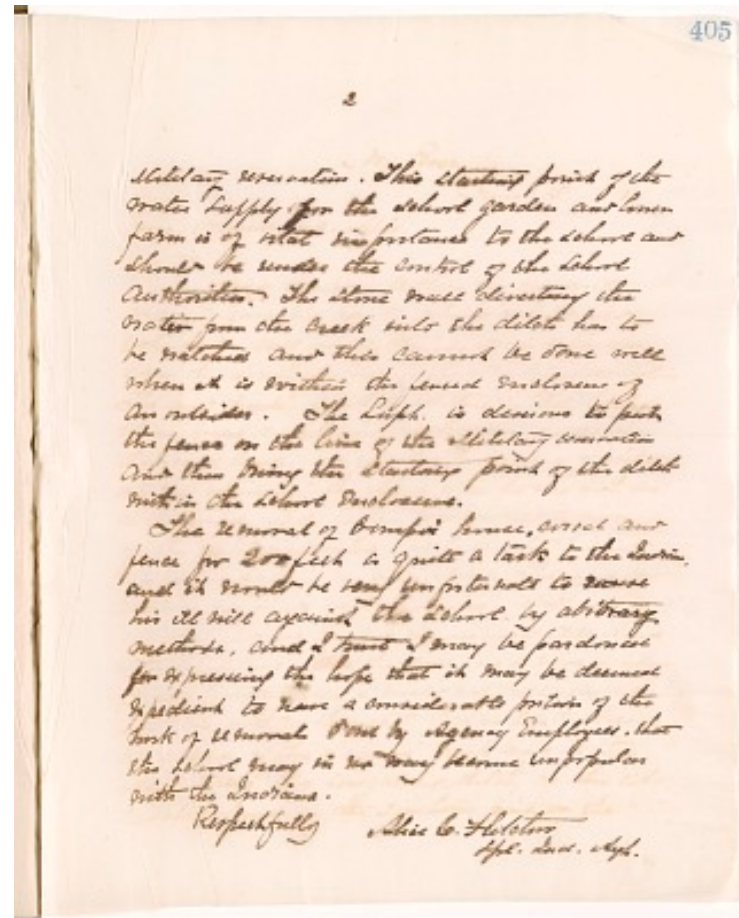 405
2
Military reservation. This starting point of the
water supply for the school garden and
farm is of vital importance to the school and
should be under the control of the school
authorities. The stone wall directing the
water from the creek into the ditch has to
be watched and this cannot be done well
when it is within the fenced enclosure of
an outsider. The Supt. is desirous to put
the fence on the line of the Military reservation
and thus bring the starting point of the ditch
within the school enclosure.
The removal of house, corral and
fence for 200 feet is quite a task to the Indian,
and it would be very unfortunate to
his ill will against the school by abitrary
methods, and I trust I may be pardoned
for expressing the hope that it may be deemed
expedient to have a considerable portion of the
work of removal done by Agency Employees, that
the school may in no way become unpopular
with the Indians.
Respectfully Alice C. Fletcher
Spl. Ind. Agt.